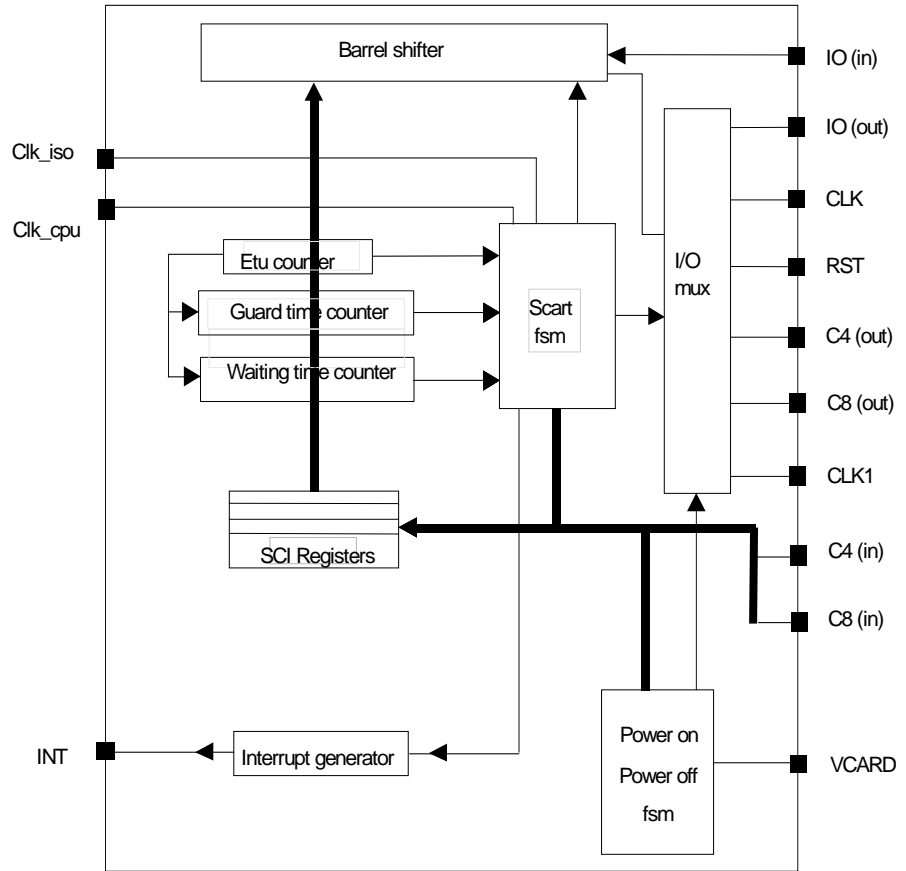 Barrel shifter
IO (in)
IO (out)
Clk_iso
CLK
Clk_cpu
Etu counter
I/O
mux
RST
Guard time counter
Scart
fsm
C4 (out)
Waiting time counter
C8 (out)
CLK1
SCI Registers
C4 (in)
C8 (in)
Power on
Power off
fsm
INT
Interrupt generator
VCARD